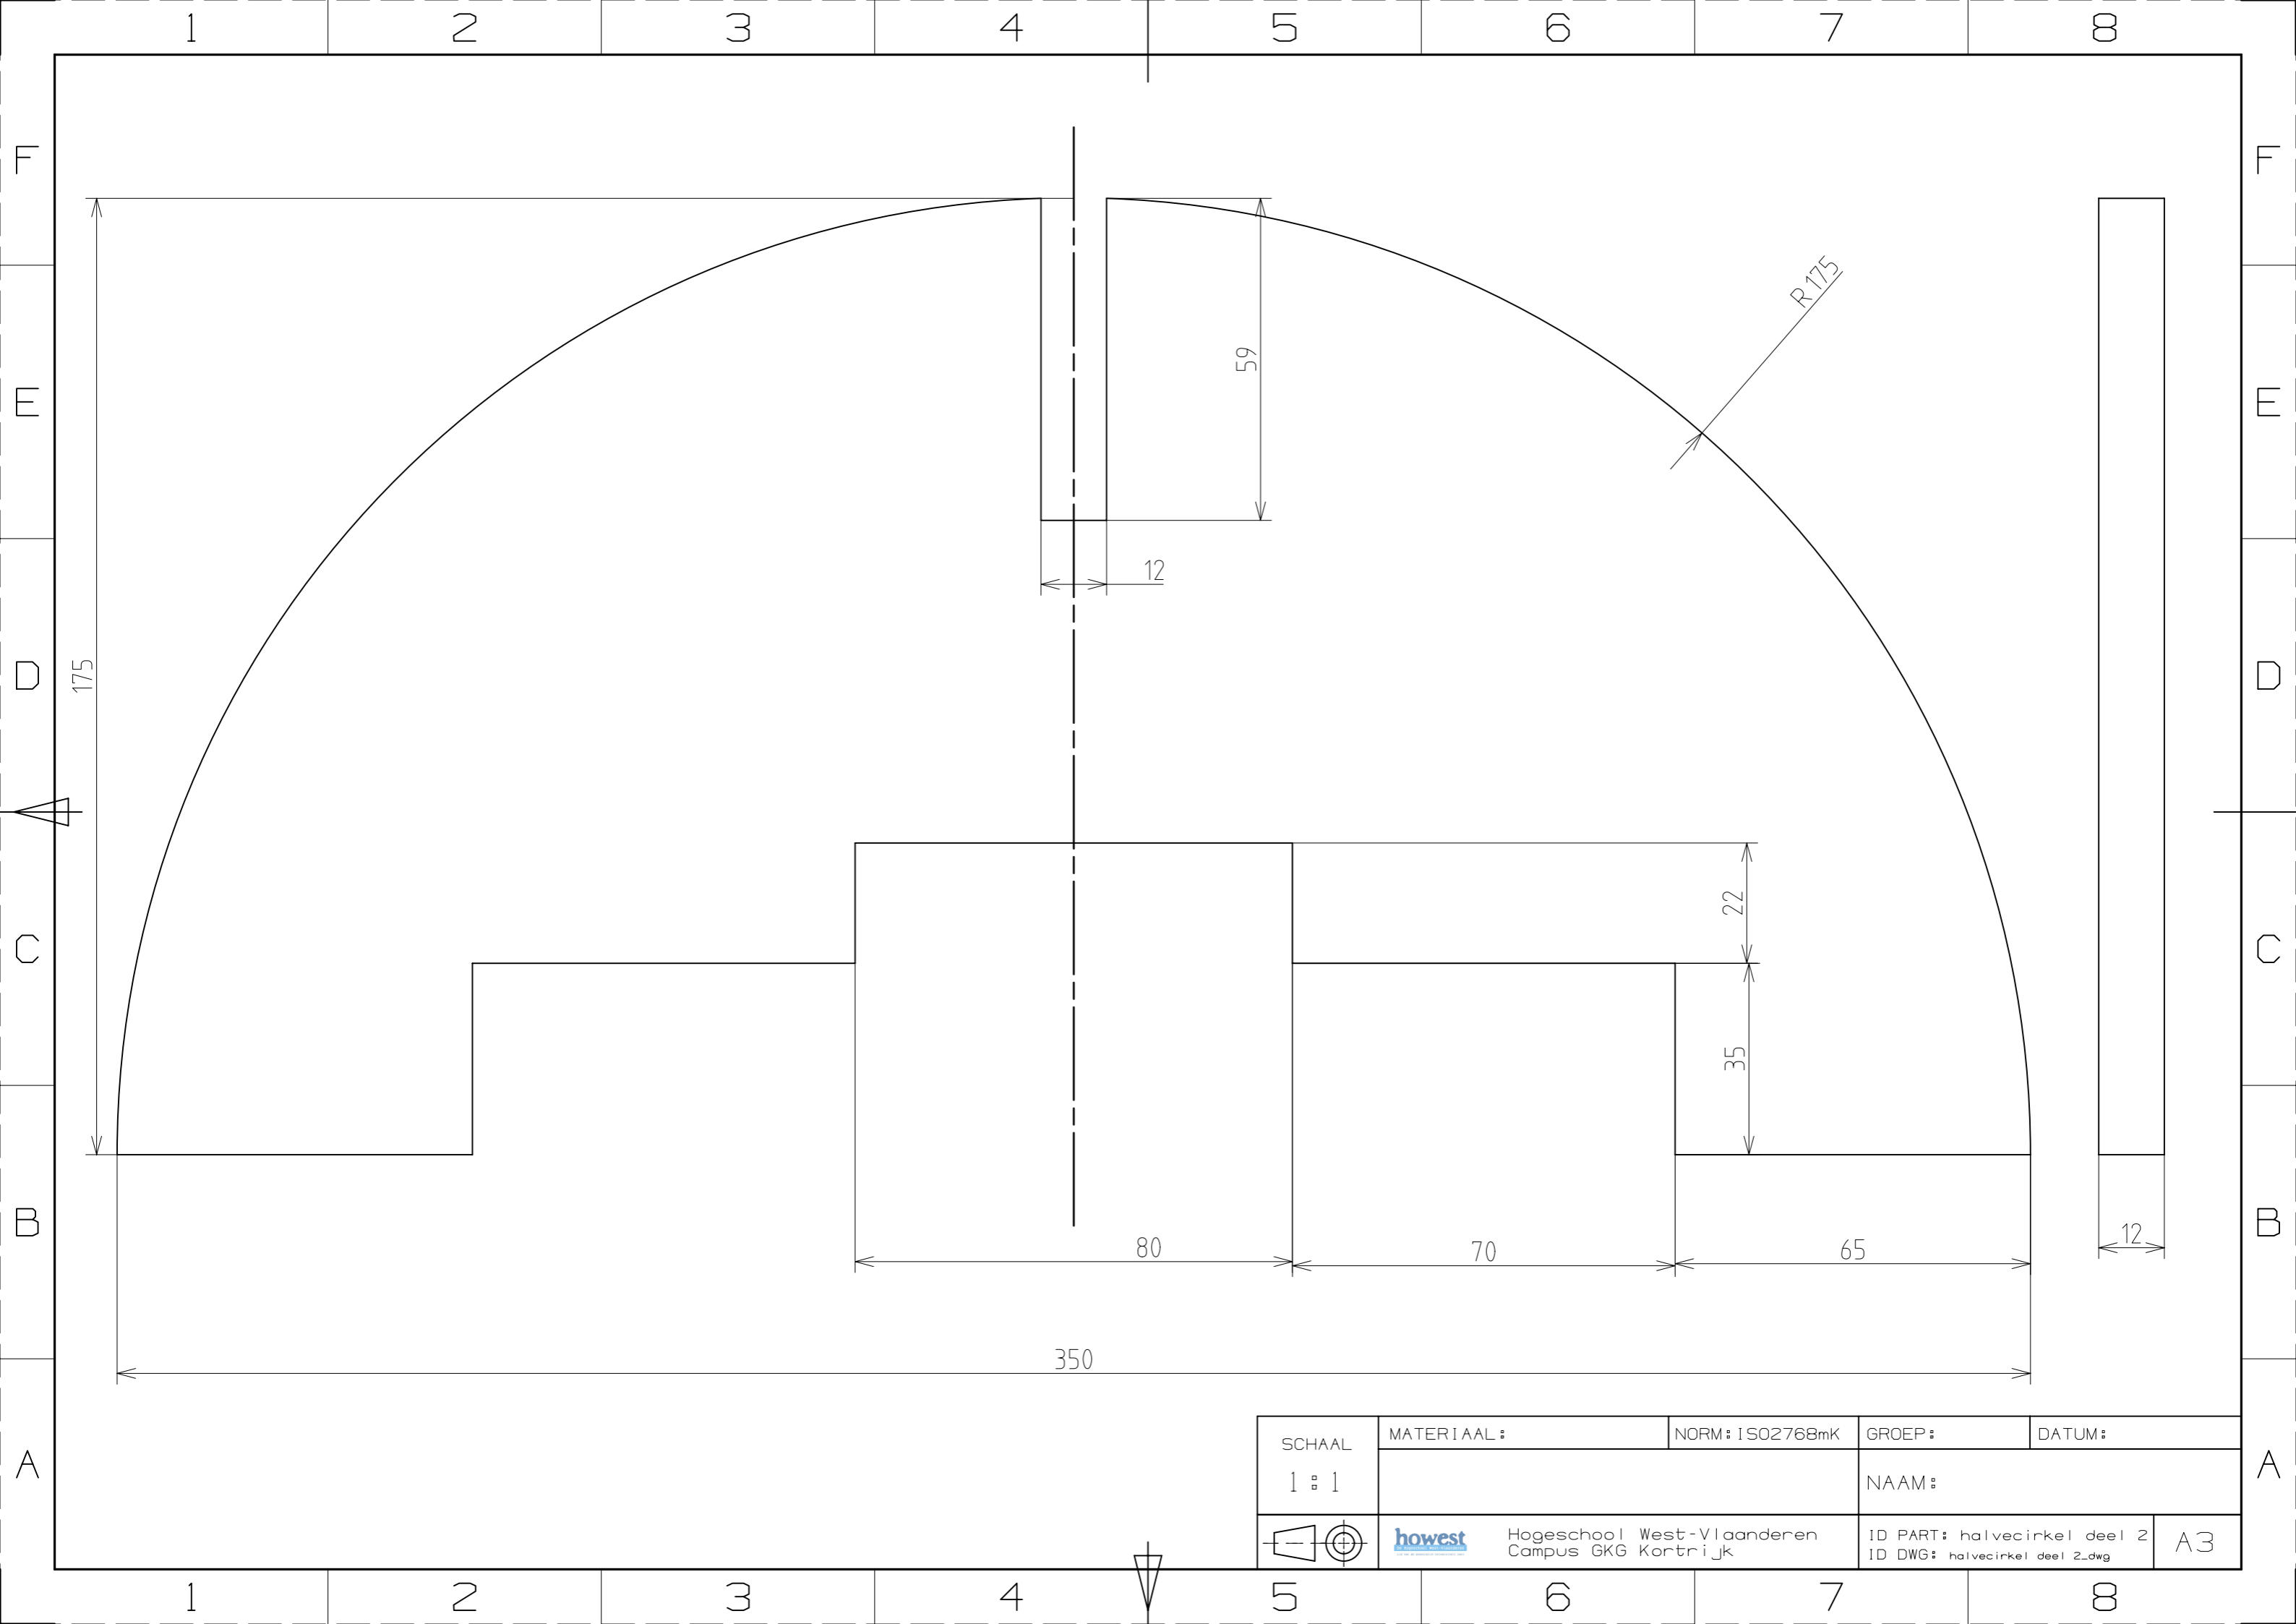 1 2 3 4 5 6 7 8
F F
R175
E 59 E
12
D 175 D
22
C C
35
B B
80 70 65 12
350
A A
SCHAAL
1:1
MATERIAAL: NORM:ISO2768mK GROEP: DATUM:
NAAM:
howest
Hogeschool West-Vlaanderen
Campus GKG Kortrijk
ID PART: halvecirkel deel 2
ID DWG: halvecirkel deel 2_dwg
A3
1 2 3 4 5 6 7 8